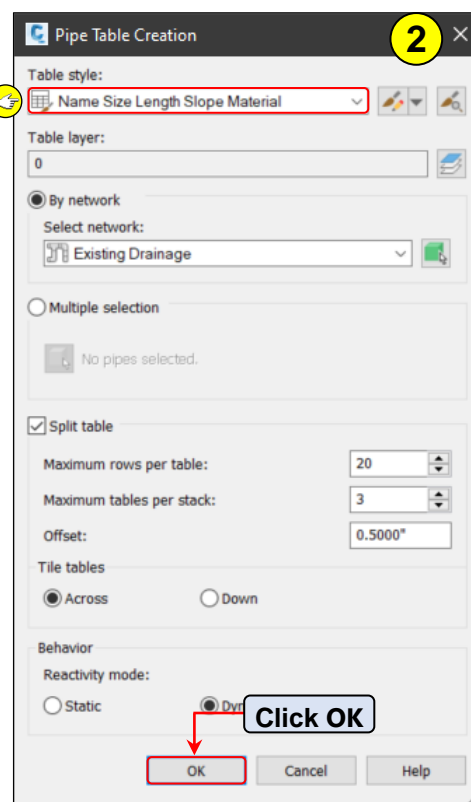 Pipe Table Creation
2
Table style:
Name Size Length Slope Material
Table layer:
0
By network
Select network:
Existing Drainage
Multiple selection
No pipes selected.
Split table
Maximum rows per table:
20
Maximum tables per stack:
3
Offset:
0.5000"
Tile tables
Across
Down
Behavior
Reactivity mode:
Static
Click OK
OK
Cancel
Help